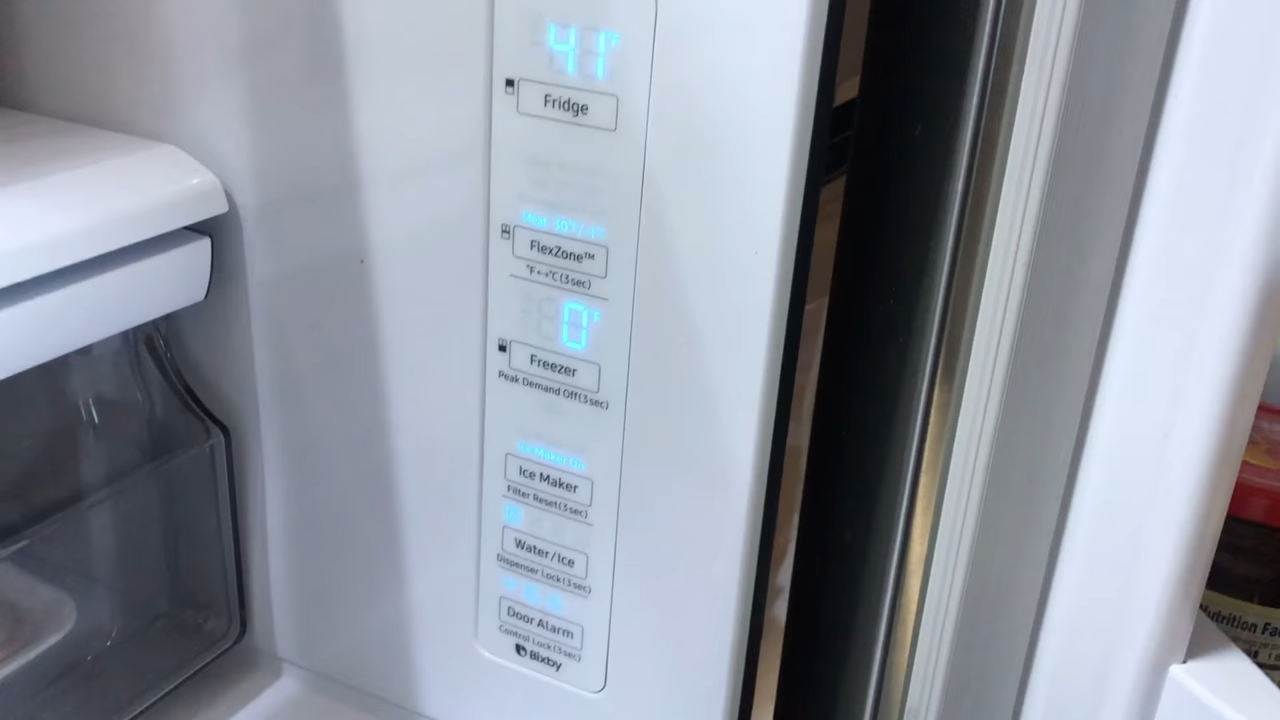 41°F
Fridge
Meat
FlexZone™
°F↔°C(3sec)
0°F
Freezer
Peak Demand Off(3sec)
Ice Maker On
Ice Maker
Filter Reset(3sec)
Water/Ice
Dispenser Lock(3sec)
Door Alarm
Control Lock(3sec)
Bixby
Nutrition Fa